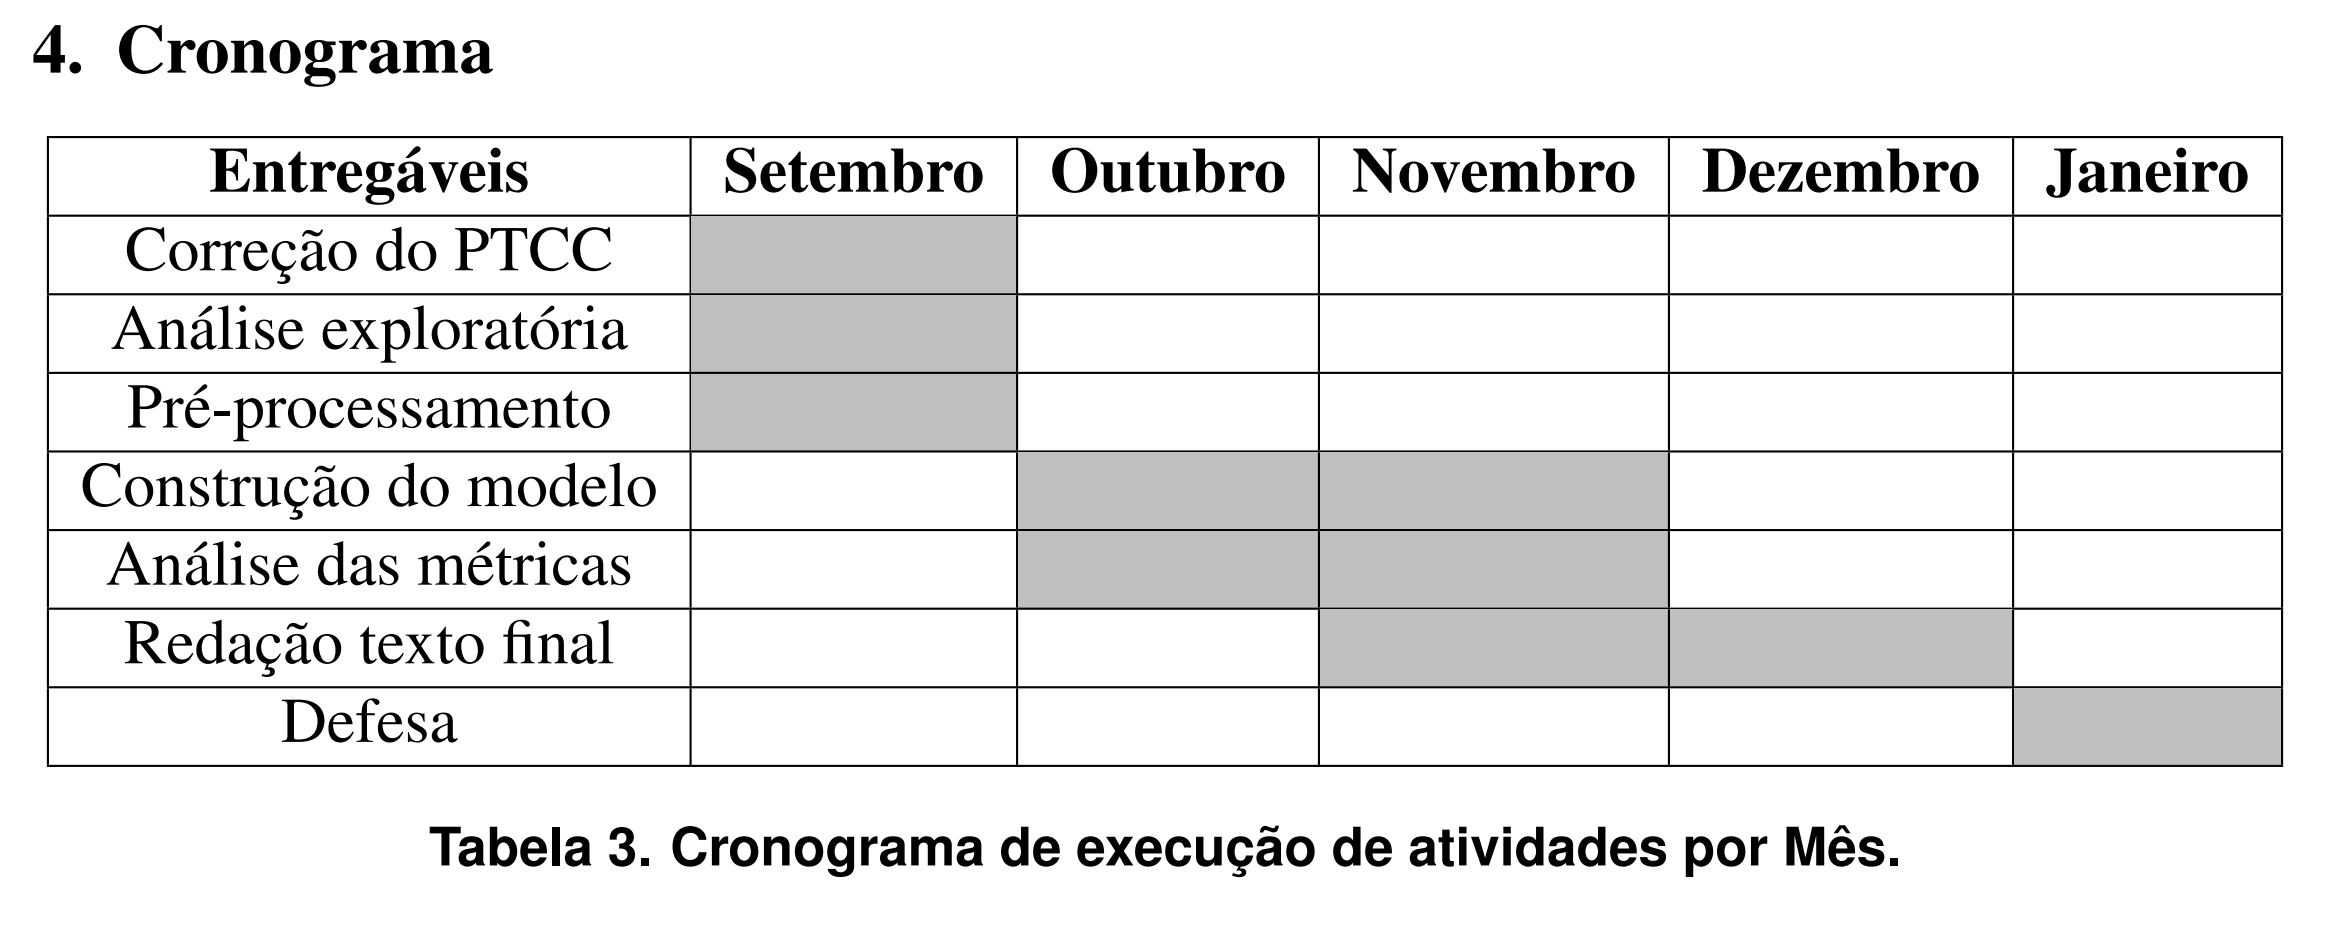 4. Cronograma
Entregáveis Setembro Outubro Novembro Dezembro Janeiro
Correção do PTCC
Análise exploratória
Pré-processamento
Construção do modelo
Análise das métricas
Redação texto final
Defesa
Tabela 3. Cronograma de execução de atividades por Mês.